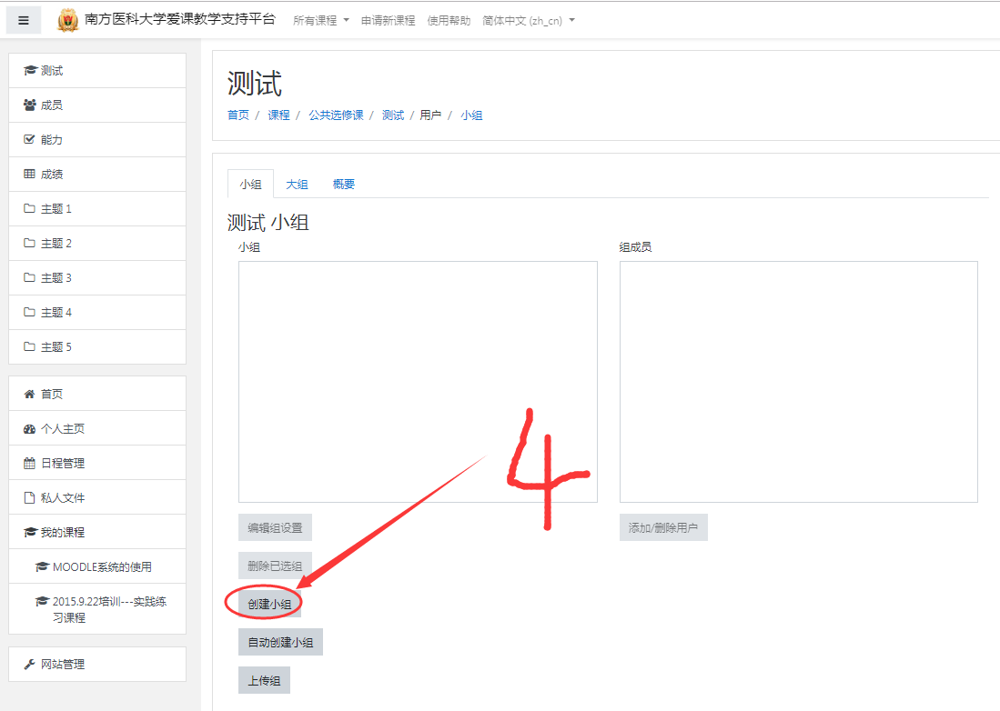 南方医科大学爱课教学支持平台 所有课程 申请新课程 使用帮助 简体中文 (zh_cn)
测试
成员
能力
成绩
主题 1
主题 2
主题 3
主题 4
主题 5
首页
个人主页
日程管理
私人文件
我的课程
MOODLE系统的使用
2015.9.22培训---实践练
习课程
网站管理
测试
首页 / 课程 / 公共选修课 / 测试 / 用户 / 小组
小组 大组 概要
测试 小组
小组
组成员
4
编辑组设置
添加/删除用户
删除已选组
创建小组
自动创建小组
上传组